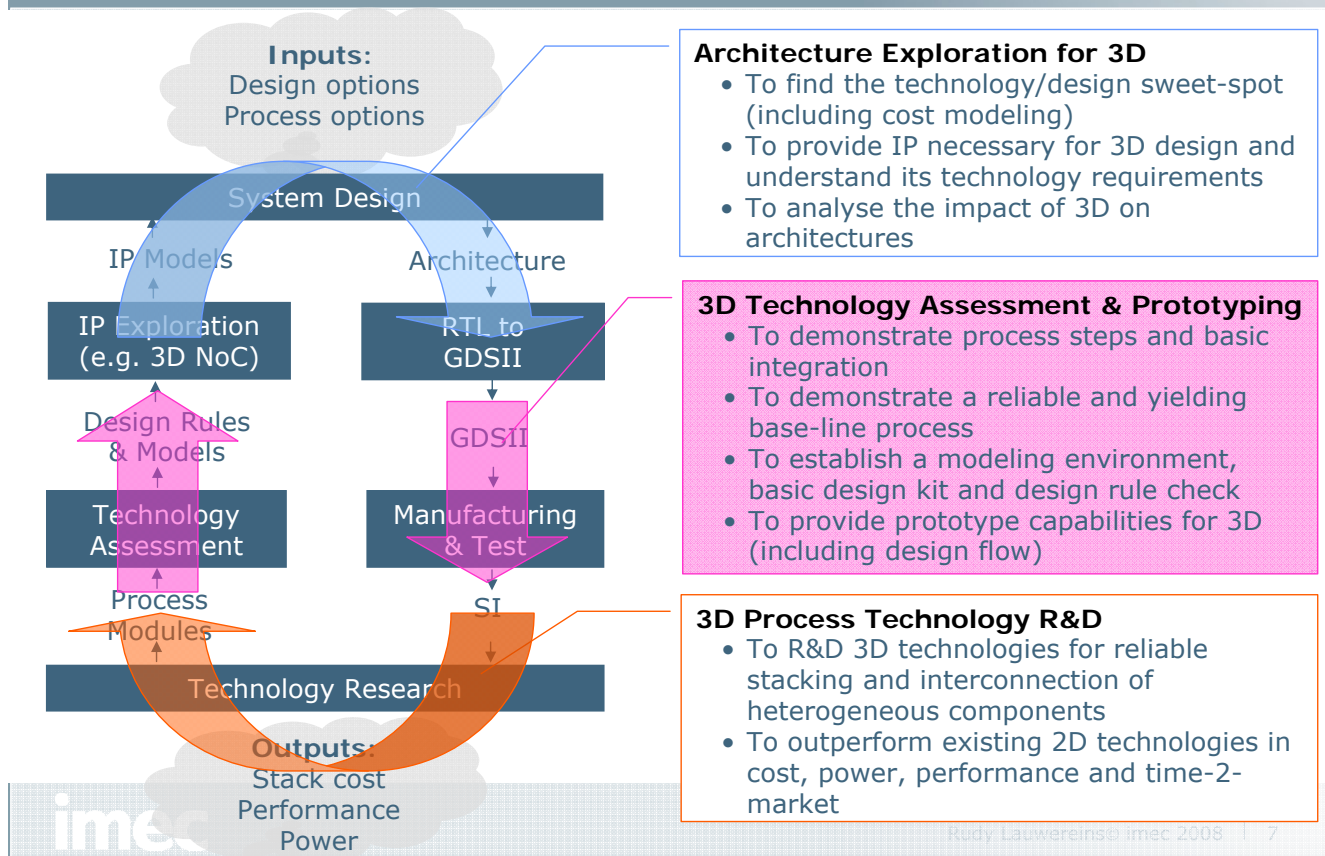 Inputs:
Design options
Process options
System Design
IP Models
Architecture
IP Exploration
(e.g. 3D NoC)
RTL to
GDSII
Design Rules
& Models
GDSII
Technology
Assessment
Manufacturing
& Test
Process
Modules
SI
Technology Research
Outputs:
Stack cost
Performance
Power
Architecture Exploration for 3D
• To find the technology/design sweet-spot
(including cost modeling)
• To provide IP necessary for 3D design and
understand its technology requirements
• To analyse the impact of 3D on
architectures
3D Technology Assessment & Prototyping
• To demonstrate process steps and basic
integration
• To demonstrate a reliable and yielding
base-line process
• To establish a modeling environment,
basic design kit and design rule check
• To provide prototype capabilities for 3D
(including design flow)
3D Process Technology R&D
• To R&D 3D technologies for reliable
stacking and interconnection of
heterogeneous components
• To outperform existing 2D technologies in
cost, power, performance and time-2-
market
imec
Rudy Lauwereins© imec 2008 | 7